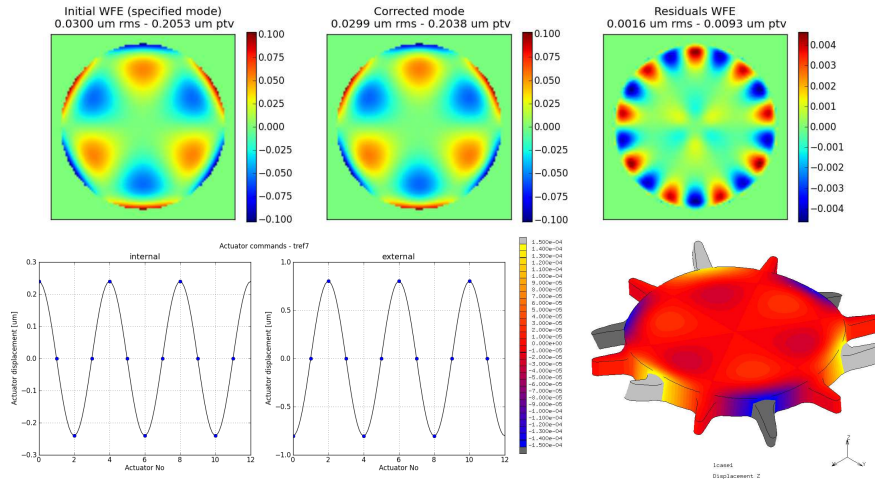 Initial WFE (specified mode)
0.0300 um rms - 0.2053 um ptv
Corrected mode
0.0299 um rms - 0.2038 um ptv
Residuals WFE
0.0016 um rms - 0.0093 um ptv
0.100
0.075
0.050
0.025
0.000
-0.025
-0.050
-0.075
-0.100
0.100
0.075
0.050
0.025
0.000
-0.025
-0.050
-0.075
-0.100
0.004
0.003
0.002
0.001
0.000
-0.001
-0.002
-0.003
-0.004
Actuator commands - tref7
internal
Actuator displacement [um]
0.3
0.2
0.1
0.0
−0.1
−0.2
−0.3
0 2 4 6 8 10 12
Actuator No
external
Actuator displacement [um]
1.0
0.5
0.0
−0.5
−1.0
0 2 4 6 8 10 12
Actuator No
1.500e-04
1.400e-04
1.300e-04
1.200e-04
1.100e-04
1.000e-04
9.000e-05
8.000e-05
7.000e-05
6.000e-05
5.000e-05
4.000e-05
3.000e-05
2.000e-05
1.000e-05
0.000e+00
-1.000e-05
-2.000e-05
-3.000e-05
-4.000e-05
-5.000e-05
-6.000e-05
-7.000e-05
-8.000e-05
-9.000e-05
-1.000e-04
-1.100e-04
-1.200e-04
-1.300e-04
-1.400e-04
-1.500e-04
lcase1
Displacement Z
Z
X
Y